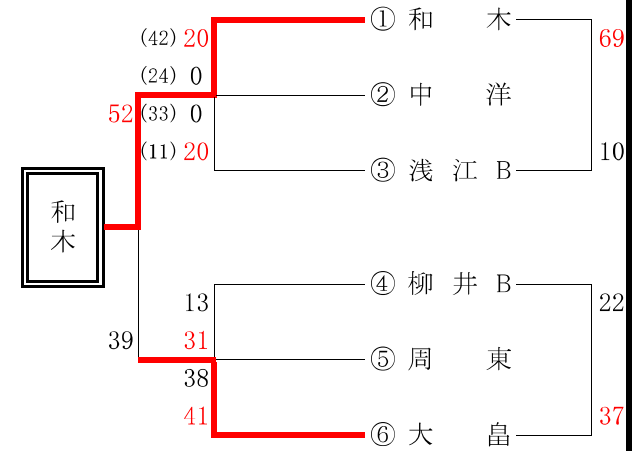 (42) 20 ① 和 木 69
(24) 0 ② 中 洋
52 (33) 0
(11) 20 ③ 浅 江 B 10
和
木
④ 柳 井 B
13 22
39 31 ⑤ 周 東
38
41 ⑥ 大 畠 37